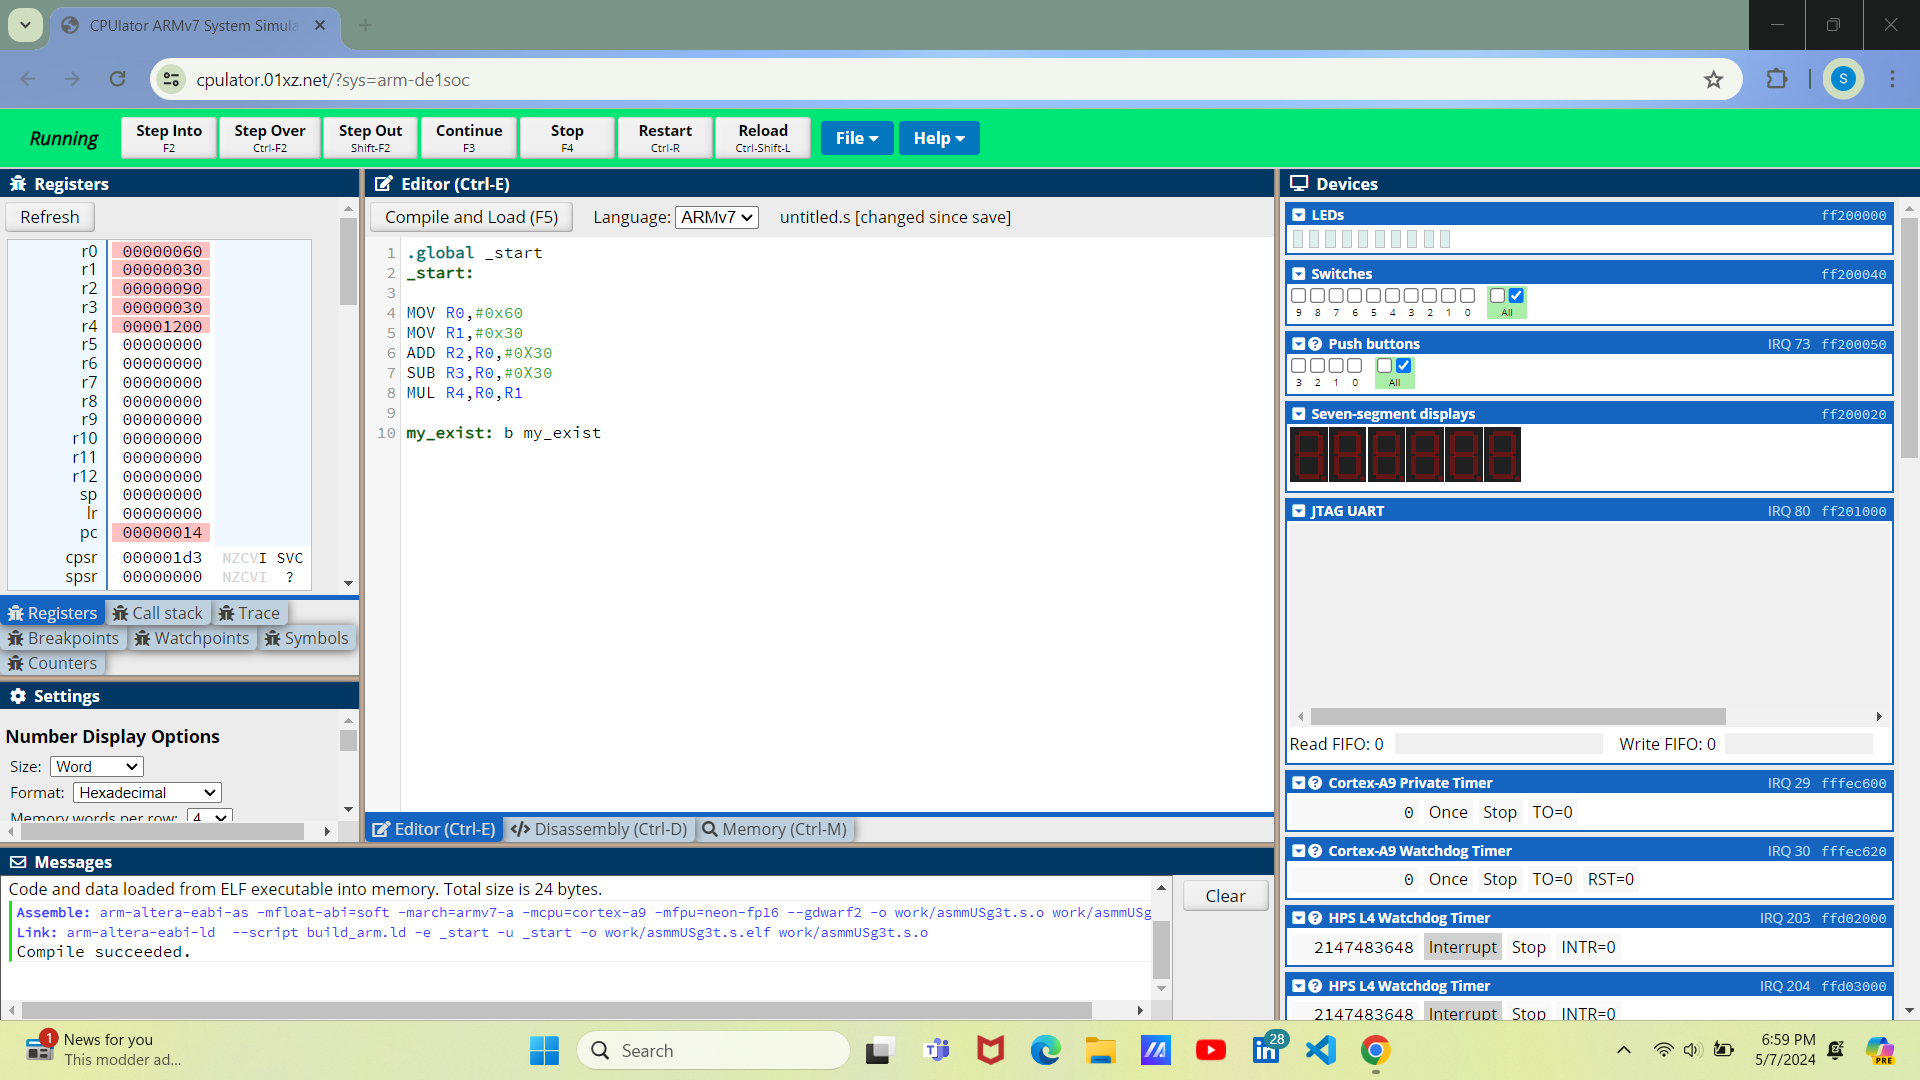 CPUlator ARMv7 System Simula
cpulator.01xz.net/?sys=arm-de1soc
S
Running
Step Into
F2
Step Over
Ctrl-F2
Step Out
Shift-F2
Continue
F3
Stop
F4
Restart
Ctrl-R
Reload
Ctrl-Shift-L
File
Help
Registers
Refresh
r0 00000060
r1 00000030
r2 00000090
r3 00000030
r4 00001200
r5 00000000
r6 00000000
r7 00000000
r8 00000000
r9 00000000
r10 00000000
r11 00000000
r12 00000000
sp 00000000
lr 00000000
pc 00000014
cpsr 000001d3 NZCVI SVC
spsr 00000000 NZCVI ?
Registers Call stack Trace
Breakpoints Watchpoints Symbols
Counters
Settings
Number Display Options
Size: Word
Format: Hexadecimal
Memory words per row: 4
Editor (Ctrl-E)
Compile and Load (F5) Language: ARMv7 untitled.s [changed since save]
1 .global _start
2 _start:
3
4 MOV R0,#0x60
5 MOV R1,#0x30
6 ADD R2,R0,#0X30
7 SUB R3,R0,#0X30
8 MUL R4,R0,R1
9
10 my_exist: b my_exist
Editor (Ctrl-E) Disassembly (Ctrl-D) Memory (Ctrl-M)
Messages
Code and data loaded from ELF executable into memory. Total size is 24 bytes.
Assemble: arm-altera-eabi-as -mfloat-abi=soft -march=armv7-a -mcpu=cortex-a9 -mfpu=neon-fp16 --gdwarf2 -o work/asmmUSg3t.s.o work/asmmUSg
Link: arm-altera-eabi-ld --script build_arm.ld -e _start -u _start -o work/asmmUSg3t.s.elf work/asmmUSg3t.s.o
Compile succeeded.
Clear
Devices
LEDs ff200000
Switches ff200040
9 8 7 6 5 4 3 2 1 0 All
Push buttons IRQ 73 ff200050
3 2 1 0 All
Seven-segment displays ff200020
JTAG UART IRQ 80 ff201000
Read FIFO: 0 Write FIFO: 0
Cortex-A9 Private Timer IRQ 29 fffec600
0 Once Stop TO=0
Cortex-A9 Watchdog Timer IRQ 30 fffec620
0 Once Stop TO=0 RST=0
HPS L4 Watchdog Timer IRQ 203 ffd02000
2147483648 Interrupt Stop INTR=0
HPS L4 Watchdog Timer IRQ 204 ffd03000
2147483648 Interrupt Stop INTR=0
1
News for you
This modder ad...
Search
28
6:59 PM
5/7/2024
PRE